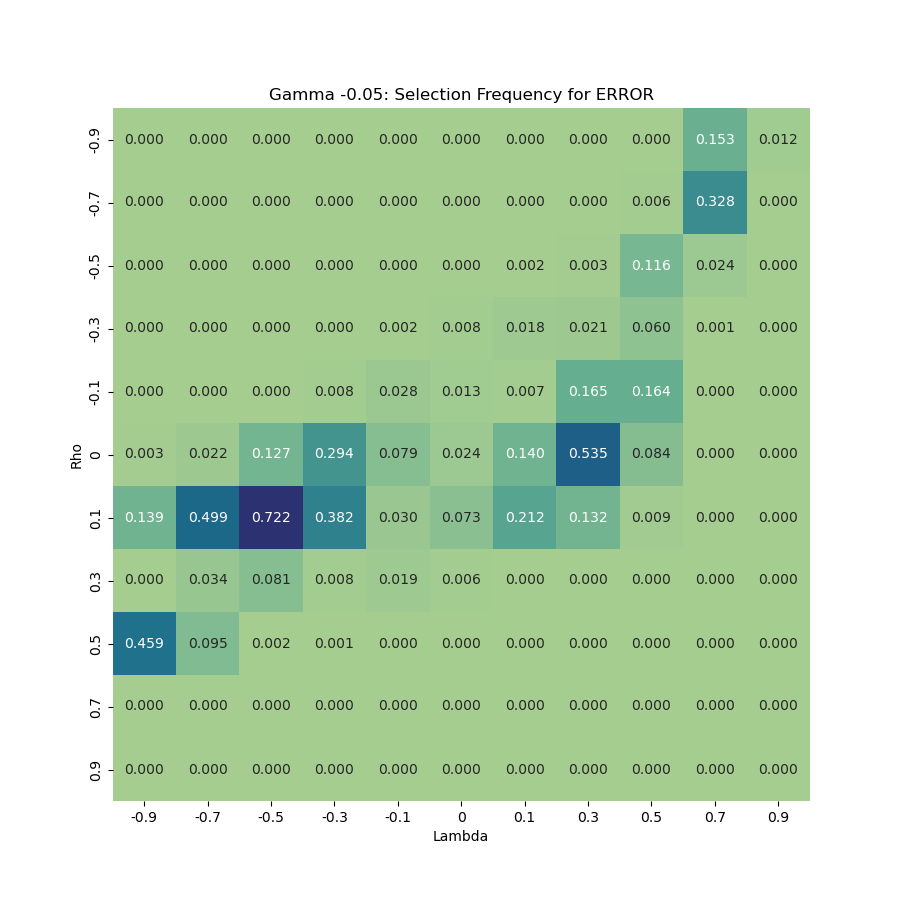 Gamma -0.05: Selection Frequency for ERROR
-0.9 0.000 0.000 0.000 0.000 0.000 0.000 0.000 0.000 0.000 0.153 0.012
-0.7 0.000 0.000 0.000 0.000 0.000 0.000 0.000 0.000 0.006 0.328 0.000
-0.5 0.000 0.000 0.000 0.000 0.000 0.000 0.002 0.003 0.116 0.024 0.000
-0.3 0.000 0.000 0.000 0.000 0.002 0.008 0.018 0.021 0.060 0.001 0.000
-0.1 0.000 0.000 0.000 0.008 0.028 0.013 0.007 0.165 0.164 0.000 0.000
Rho
0 0.003 0.022 0.127 0.294 0.079 0.024 0.140 0.535 0.084 0.000 0.000
0.1 0.139 0.499 0.722 0.382 0.030 0.073 0.212 0.132 0.009 0.000 0.000
0.3 0.000 0.034 0.081 0.008 0.019 0.006 0.000 0.000 0.000 0.000 0.000
0.5 0.459 0.095 0.002 0.001 0.000 0.000 0.000 0.000 0.000 0.000 0.000
0.7 0.000 0.000 0.000 0.000 0.000 0.000 0.000 0.000 0.000 0.000 0.000
0.9 0.000 0.000 0.000 0.000 0.000 0.000 0.000 0.000 0.000 0.000 0.000
-0.9 -0.7 -0.5 -0.3 -0.1 0 0.1 0.3 0.5 0.7 0.9
Lambda